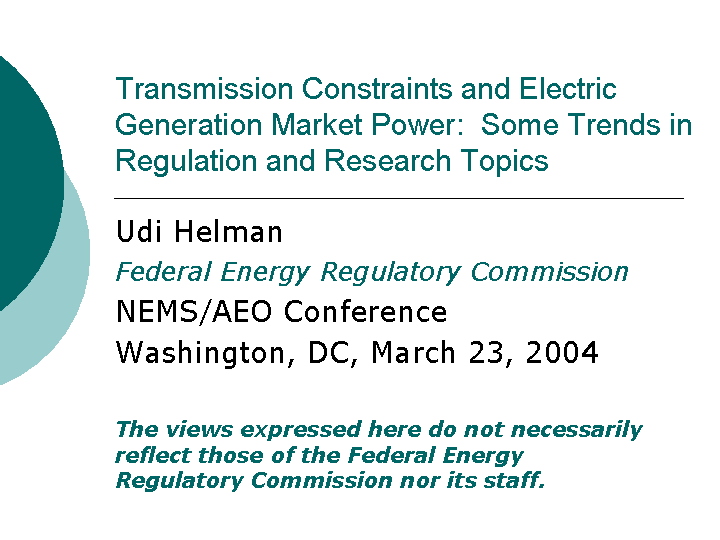 Transmission Constraints and Electric
Generation Market Power:  Some Trends in
Regulation and Research Topics
Udi Helman
Federal Energy Regulatory Commission
NEMS/AEO Conference
Washington, DC, March 23, 2004
The views expressed here do not necessarily
reflect those of the Federal Energy
Regulatory Commission nor its staff.